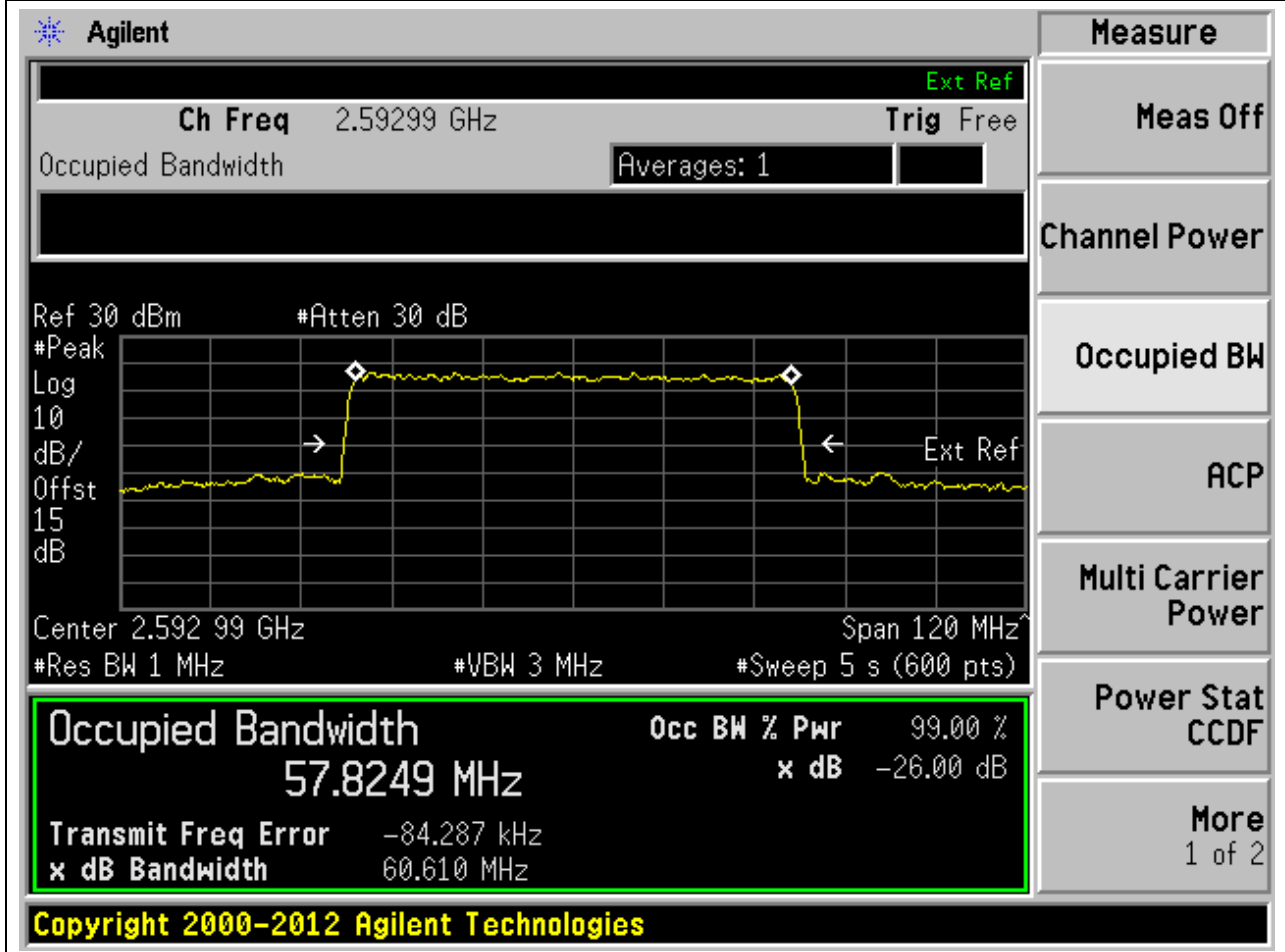 Agilent
Measure
Ext Ref
Ch Freq 2.59299 GHz Trig Free
Meas Off
Occupied Bandwidth Averages: 1
Channel Power
Ref 30 dBm #Atten 30 dB
#Peak
Log
10
dB/
Offst
15
dB
Ext Ref
Occupied BW
ACP
Center 2.592 99 GHz Span 120 MHz^
#Res BW 1 MHz #VBW 3 MHz #Sweep 5 s (600 pts)
Multi Carrier
Power
Occupied Bandwidth Occ BW % Pwr 99.00 %
57.8249 MHz x dB -26.00 dB
Transmit Freq Error -84.287 kHz
x dB Bandwidth 60.610 MHz
Power Stat
CCDF
More
1 of 2
Copyright 2000-2012 Agilent Technologies